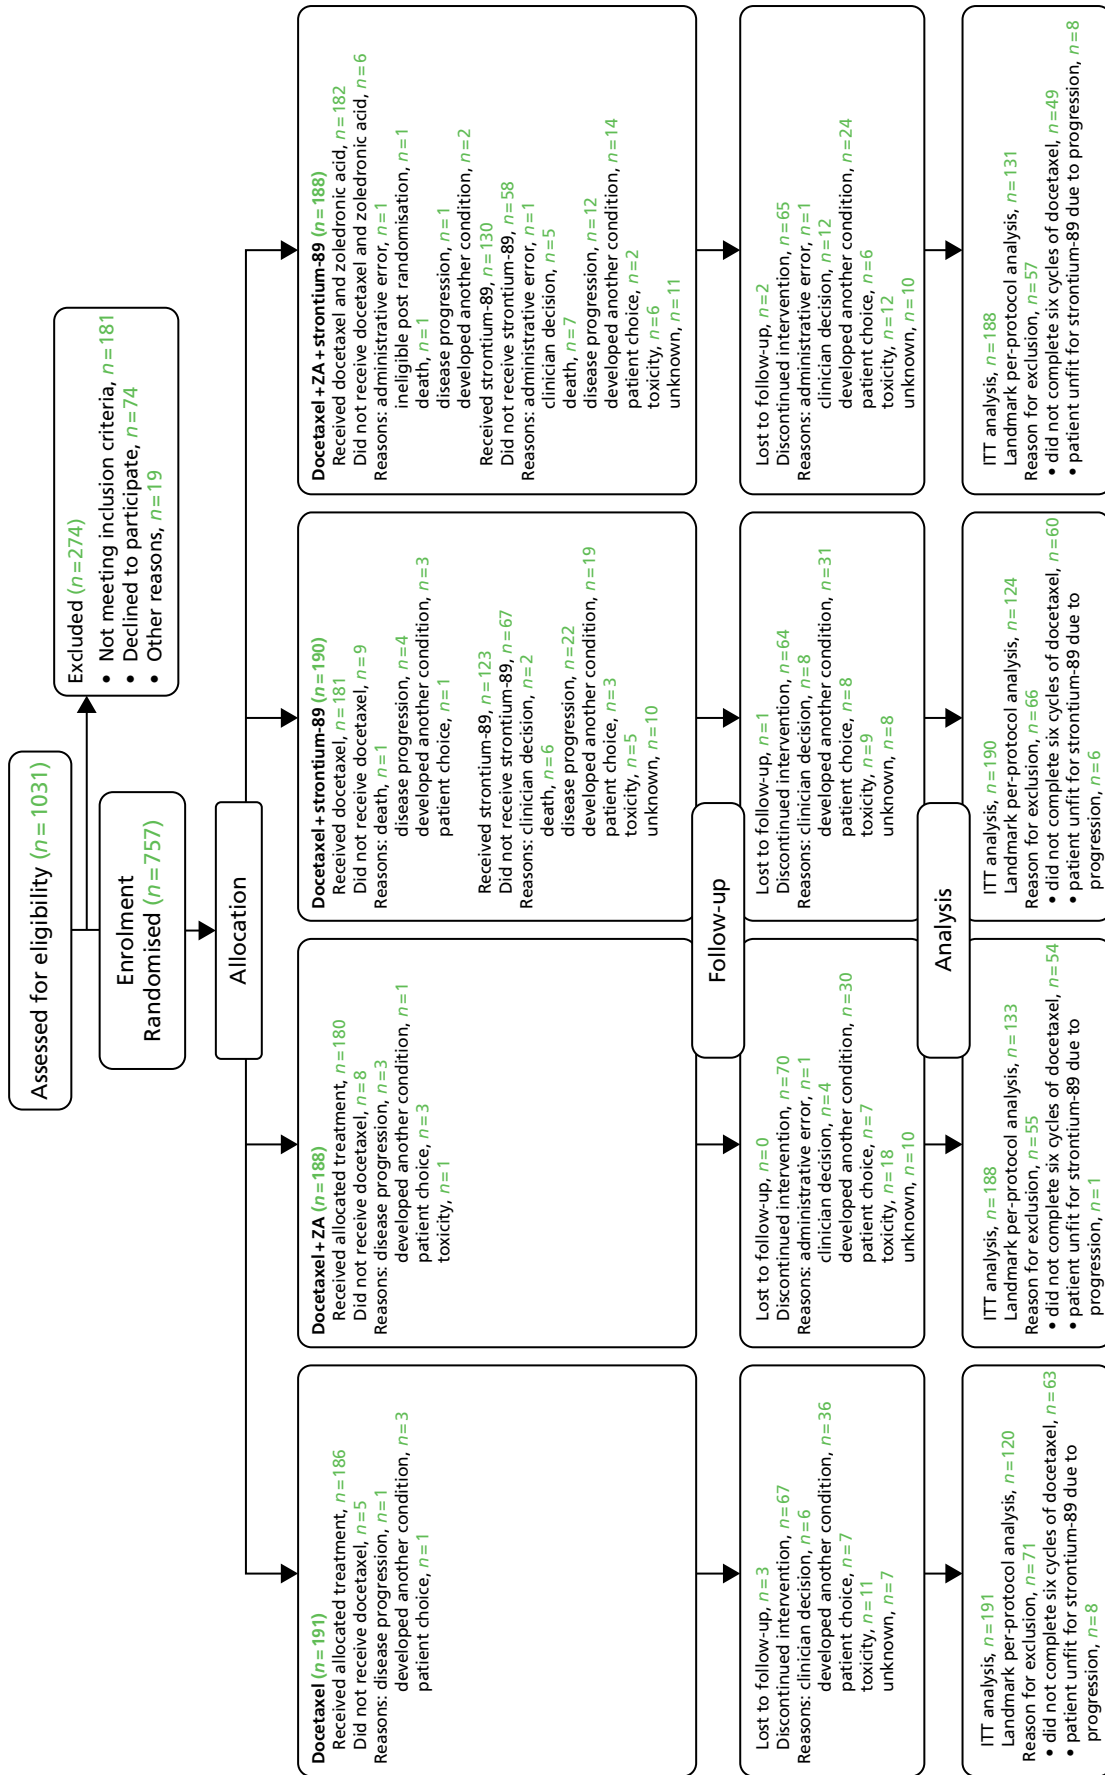 Assessed for eligibility (n=1031)
Excluded (n=274)
• Not meeting inclusion criteria, n=181
• Declined to participate, n=74
• Other reasons, n=19
Enrolment
Randomised (n=757)
Allocation
Docetaxel (n=191)
Received allocated treatment, n=186
Did not receive docetaxel, n=5
Reasons: disease progression, n=1
developed another condition, n=3
patient choice, n=1
Docetaxel+ZA (n=188)
Received allocated treatment, n=180
Did not receive docetaxel, n=8
Reasons: disease progression, n=3
developed another condition, n=1
patient choice, n=3
toxicity, n=1
Docetaxel+strontium-89 (n=190)
Received docetaxel, n=181
Did not receive docetaxel, n=9
Reasons: death, n=1
disease progression, n=4
developed another condition, n=3
patient choice, n=1
Received strontium-89, n=123
Did not receive strontium-89, n=67
Reasons: clinician decision, n=2
death, n=6
disease progression, n=22
developed another condition, n=19
patient choice, n=3
toxicity, n=5
unknown, n=10
Docetaxel+ZA+strontium-89 (n=188)
Received docetaxel and zoledronic acid, n=182
Did not receive docetaxel and zoledronic acid, n=6
Reasons: administrative error, n=1
ineligible post randomisation, n=1
death, n=1
disease progression, n=1
developed another condition, n=2
Received strontium-89, n=130
Did not receive strontium-89, n=58
Reasons: administrative error, n=1
clinician decision, n=5
death, n=7
disease progression, n=12
developed another condition, n=14
patient choice, n=2
toxicity, n=6
unknown, n=11
Follow-up
Lost to follow-up, n=3
Discontinued intervention, n=67
Reasons: clinician decision, n=6
developed another condition, n=36
patient choice, n=7
toxicity, n=11
unknown, n=7
Lost to follow-up, n=0
Discontinued intervention, n=70
Reasons: administrative error, n=1
clinician decision, n=4
developed another condition, n=30
patient choice, n=7
toxicity, n=18
unknown, n=10
Lost to follow-up, n=1
Discontinued intervention, n=64
Reasons: clinician decision, n=8
developed another condition, n=31
patient choice, n=8
toxicity, n=9
unknown, n=8
Lost to follow-up, n=2
Discontinued intervention, n=65
Reasons: administrative error, n=1
clinician decision, n=12
developed another condition, n=24
patient choice, n=6
toxicity, n=12
unknown, n=10
Analysis
ITT analysis, n=191
Landmark per-protocol analysis, n=120
Reason for exclusion, n=71
• did not complete six cycles of docetaxel, n=63
• patient unfit for strontium-89 due to
progression, n=8
ITT analysis, n=188
Landmark per-protocol analysis, n=133
Reason for exclusion, n=55
• did not complete six cycles of docetaxel, n=54
• patient unfit for strontium-89 due to
progression, n=1
ITT analysis, n=190
Landmark per-protocol analysis, n=124
Reason for exclusion, n=66
• did not complete six cycles of docetaxel, n=60
• patient unfit for strontium-89 due to
progression, n=6
ITT analysis, n=188
Landmark per-protocol analysis, n=131
Reason for exclusion, n=57
• did not complete six cycles of docetaxel, n=49
• patient unfit for strontium-89 due to progression, n=8